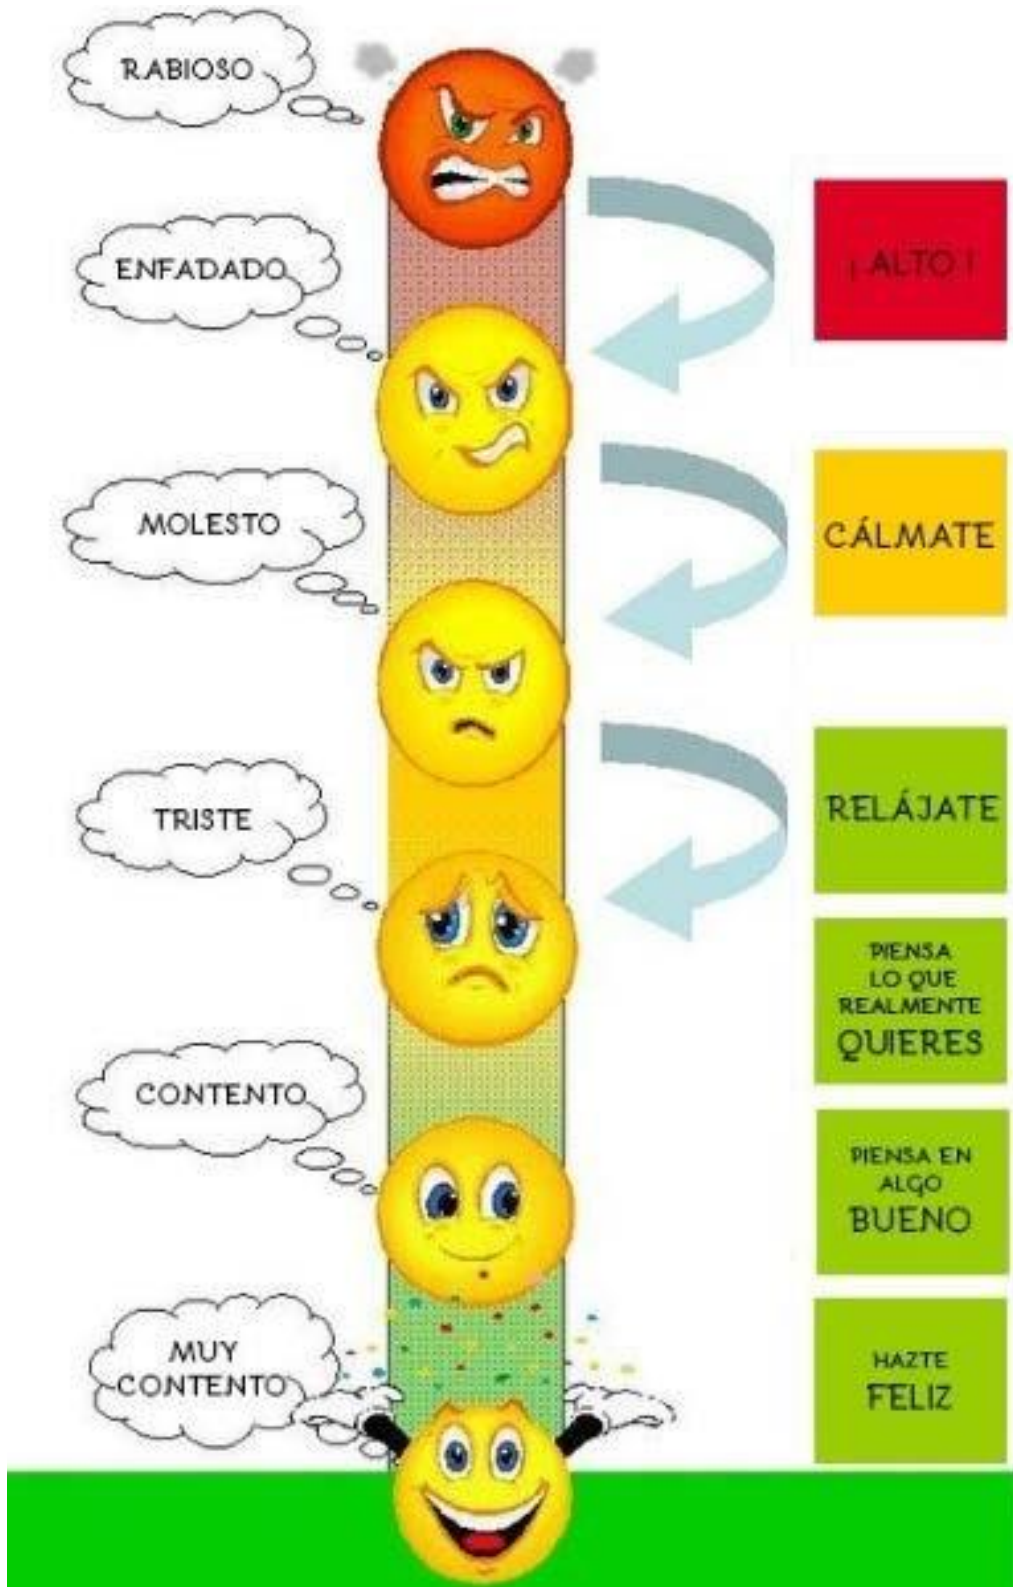 RABIOSO
¡ ALTO !
ENFADADO
MOLESTO
CÁLMATE
TRISTE
RELÁJATE
PIENSA
LO QUE
REALMENTE
QUIERES
CONTENTO
PIENSA EN
ALGO
BUENO
MUY
CONTENTO
HAZTE
FELIZ